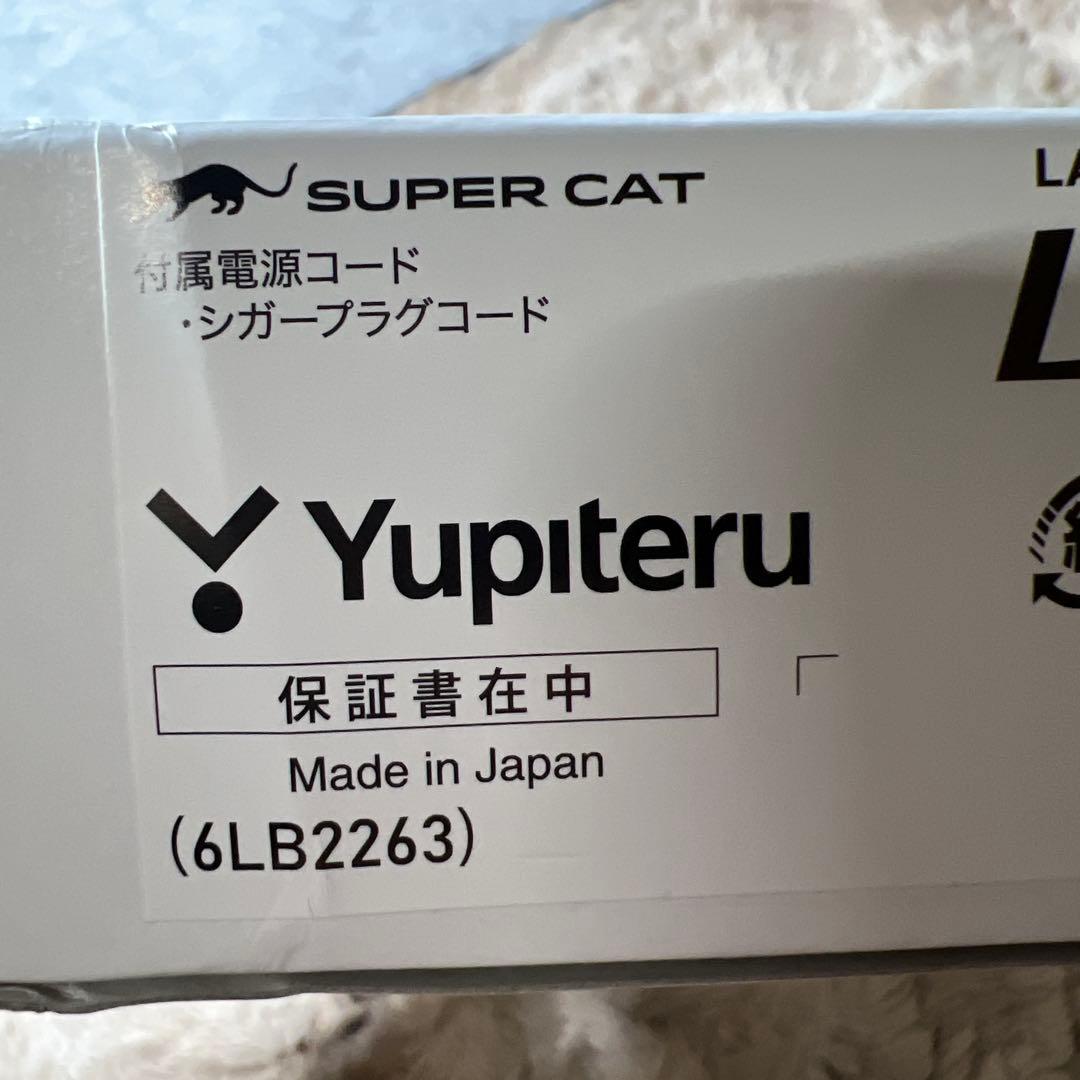 SUPER CAT
付属電源コード
・シガープラグコード
Yupiteru
保証書在中
Made in Japan
(6LB2263)
LA
L